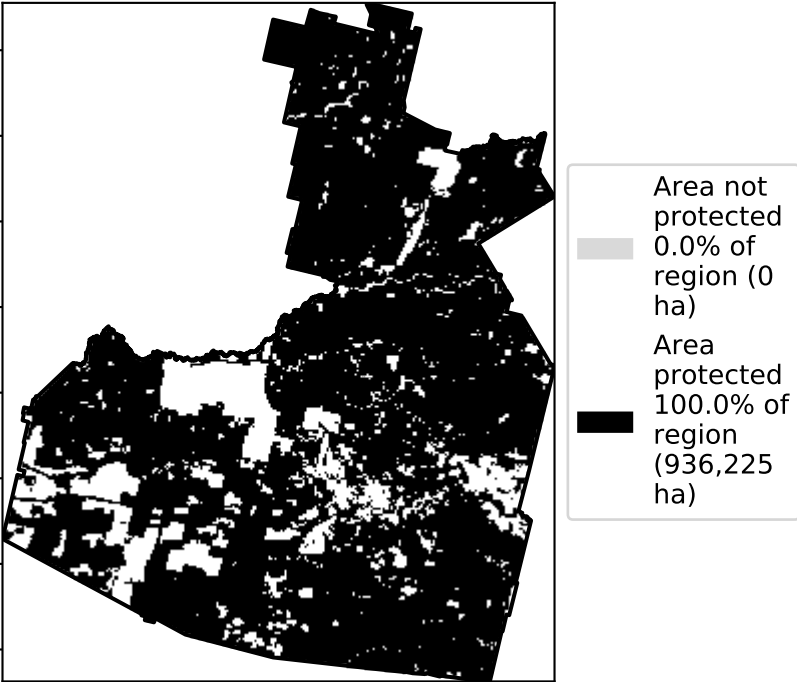 Area not
protected
0.0% of
region (0
ha)
Area
protected
100.0% of
region
(936,225
ha)